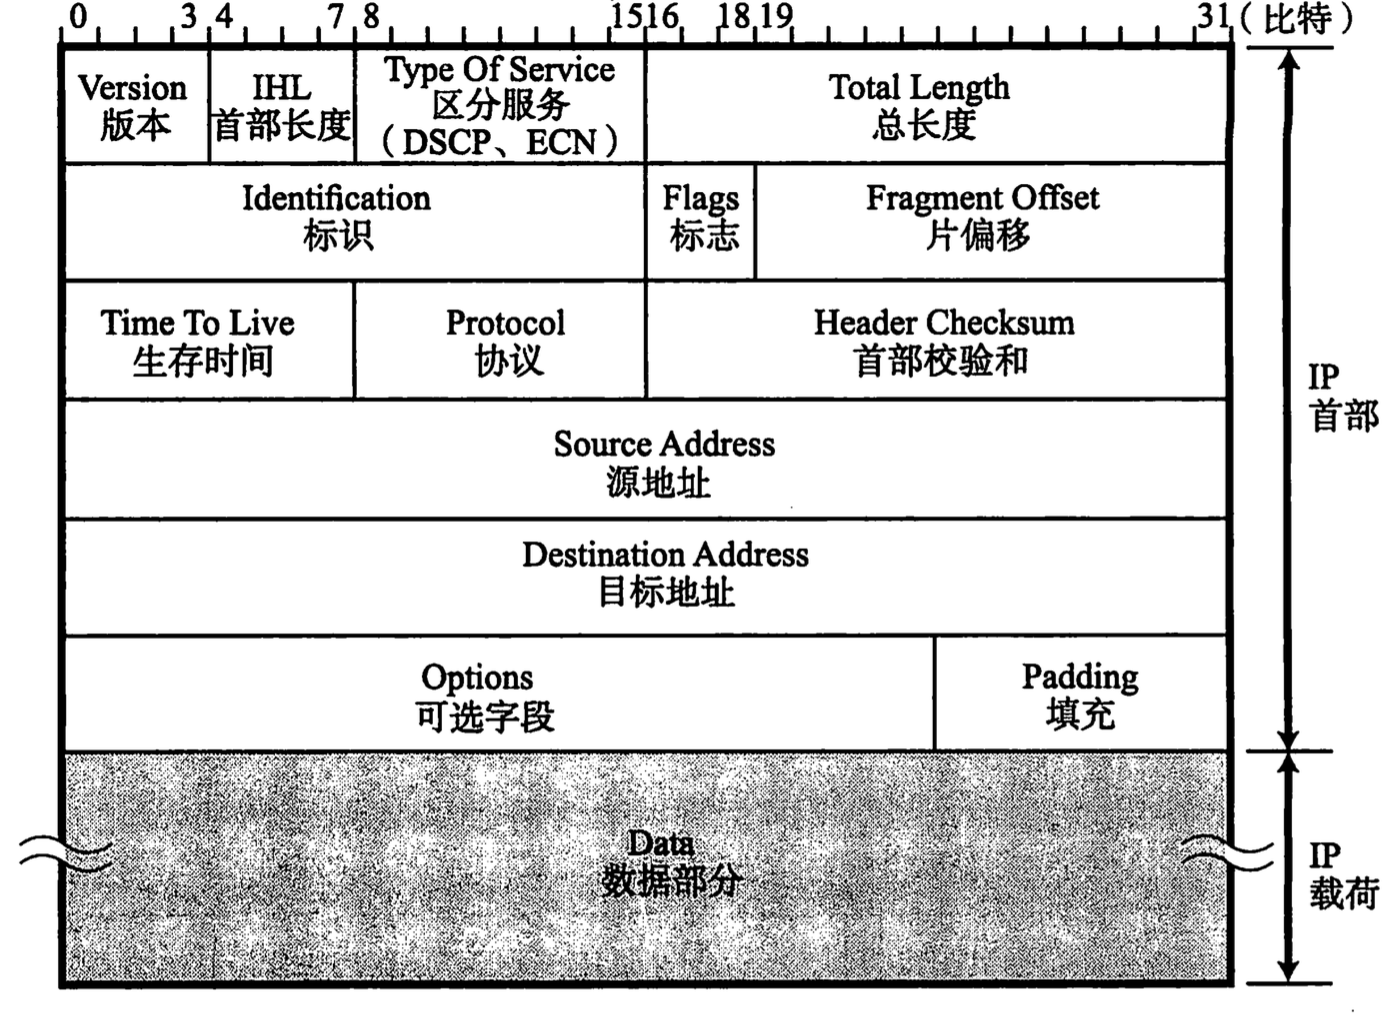 0 3 4 7 8 15 16 18 19 31 (比特)
Version
版本
IHL
首部长度
Type Of Service
区分服务
(DSCP、ECN)
Total Length
总长度
Identification
标识
Flags
标志
Fragment Offset
片偏移
Time To Live
生存时间
Protocol
协议
Header Checksum
首部校验和
IP
首部
Source Address
源地址
Destination Address
目标地址
Options
可选字段
Padding
填充
Data
数据部分
IP
载荷